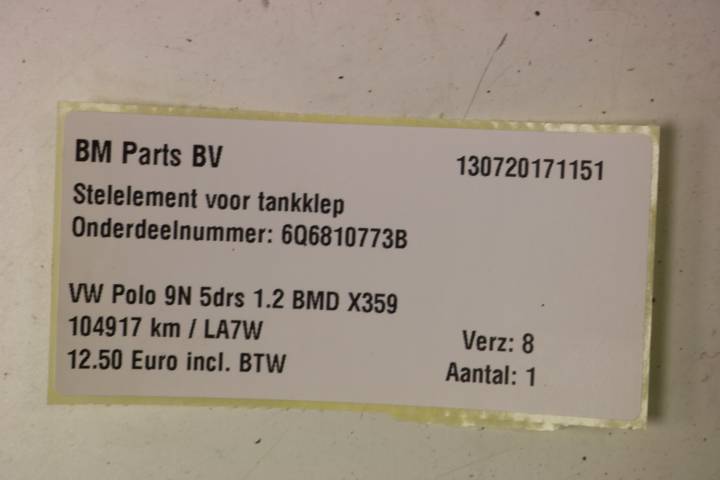 BM Parts BV 130720171151
Stelelement voor tankklep
Onderdeelnummer: 6Q6810773B
VW Polo 9N 5drs 1.2 BMD X359
104917 km / LA7W Verz: 8
12.50 Euro incl. BTW Aantal: 1